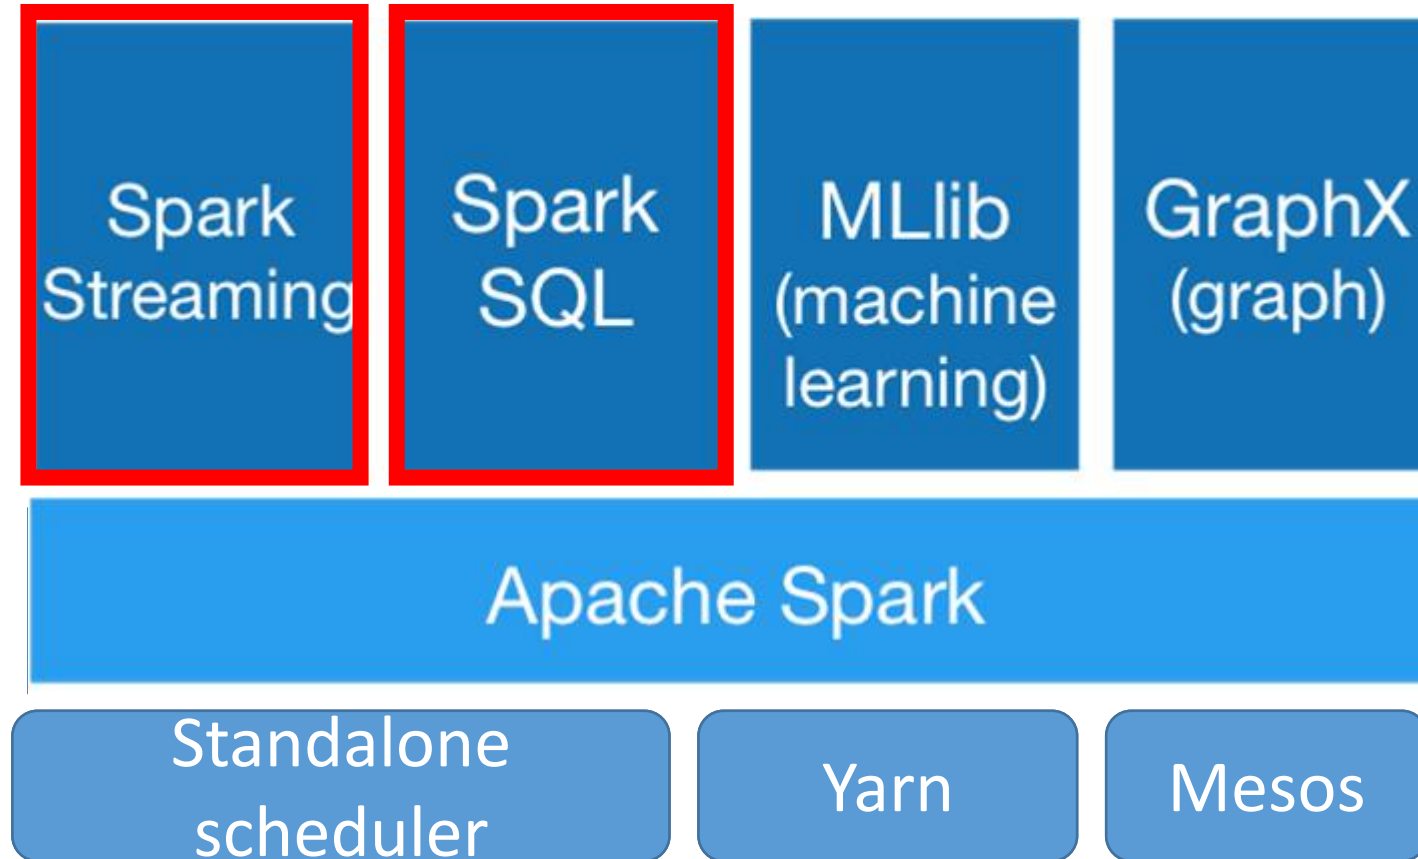 Spark
Streaming
Spark
SQL
MLlib
(machine
learning)
GraphX
(graph)
Apache Spark
Standalone
scheduler
Yarn
Mesos